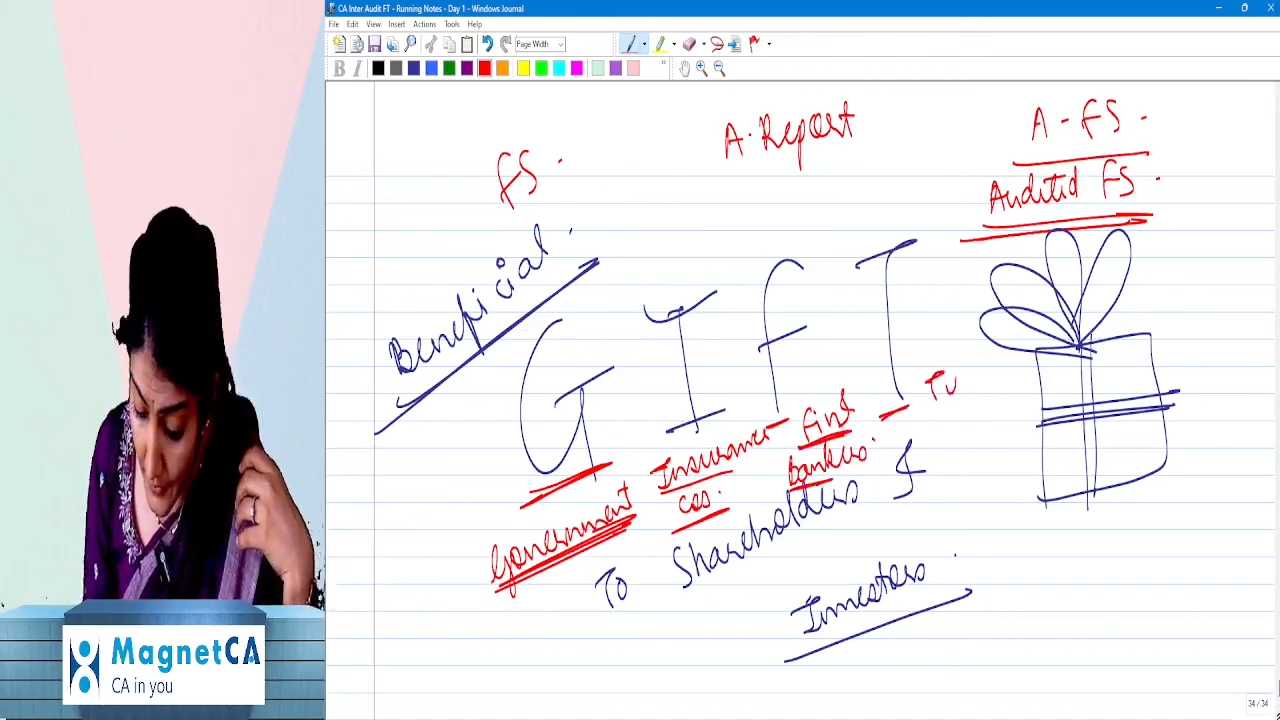 CA Inter Audit FT - Running Notes - Day 1 - Windows Journal
File Edit View Insert Actions Tools Help
Page Width
B I
FS.
A. Report
A - FS.
Audited FS.
Beneficial.
G I F T
Government
Insurance cos.
Fin & bankers.
To Shareholders &
Investors.
34 / 34
MagnetCA
CA in you